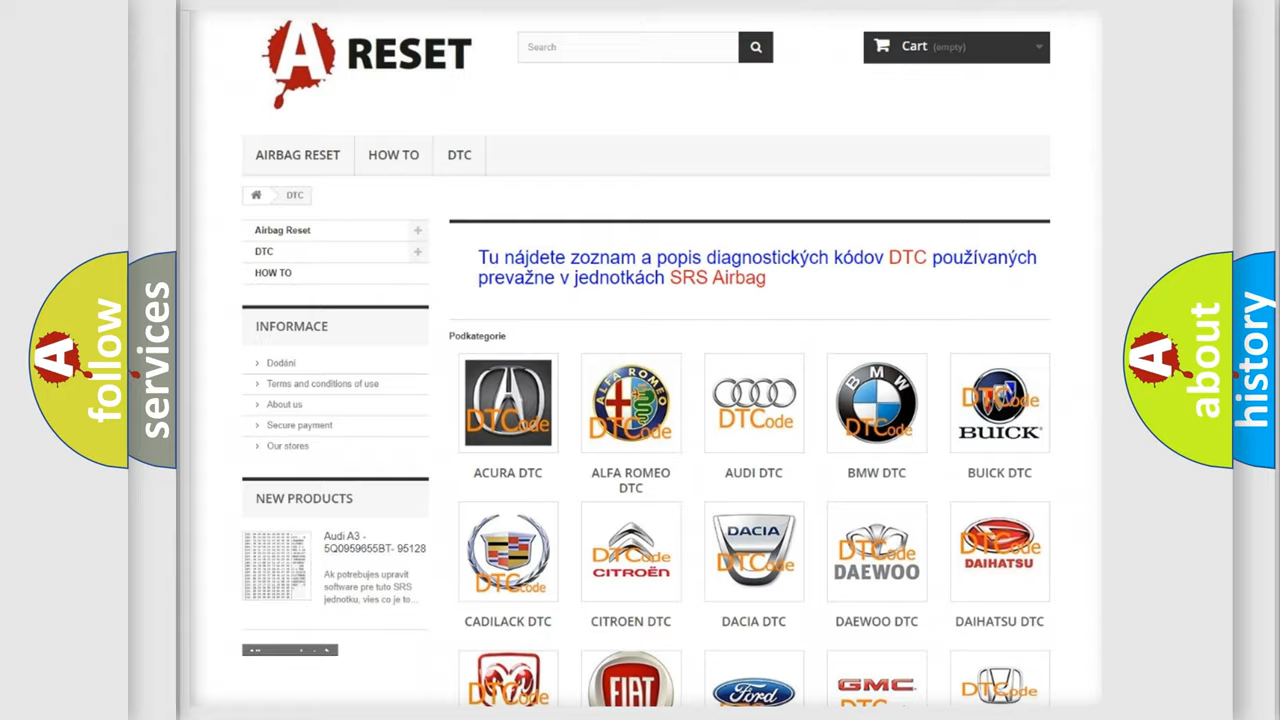 A RESET
Search
Cart (empty)
AIRBAG RESET
HOW TO
DTC
DTC
Airbag Reset
DTC
HOW TO
INFORMACE
Dodání
Terms and conditions of use
About us
Secure payment
Our stores
NEW PRODUCTS
Audi A3 -
5Q0959655BT- 95128
Ak potrebujes upravit
software pre tuto SRS
jednotku, vies co je to...
Tu nájdete zoznam a popis diagnostických kódov DTC používaných
prevažne v jednotkách SRS Airbag
Podkategorie
DTCode
ALFA ROMEO
DTCode
DTCode
BMW
DTCode
DTCode
BUICK
ACURA DTC
ALFA ROMEO
DTC
AUDI DTC
BMW DTC
BUICK DTC
DTCode
DTCode
CITROËN
DACIA
DTCode
DTCode
DAEWOO
DTCode
DAIHATSU
CADILACK DTC
CITROEN DTC
DACIA DTC
DAEWOO DTC
DAIHATSU DTC
DTCode
FIAT
Ford
GMC
DTCode
A follow
services
A about
history